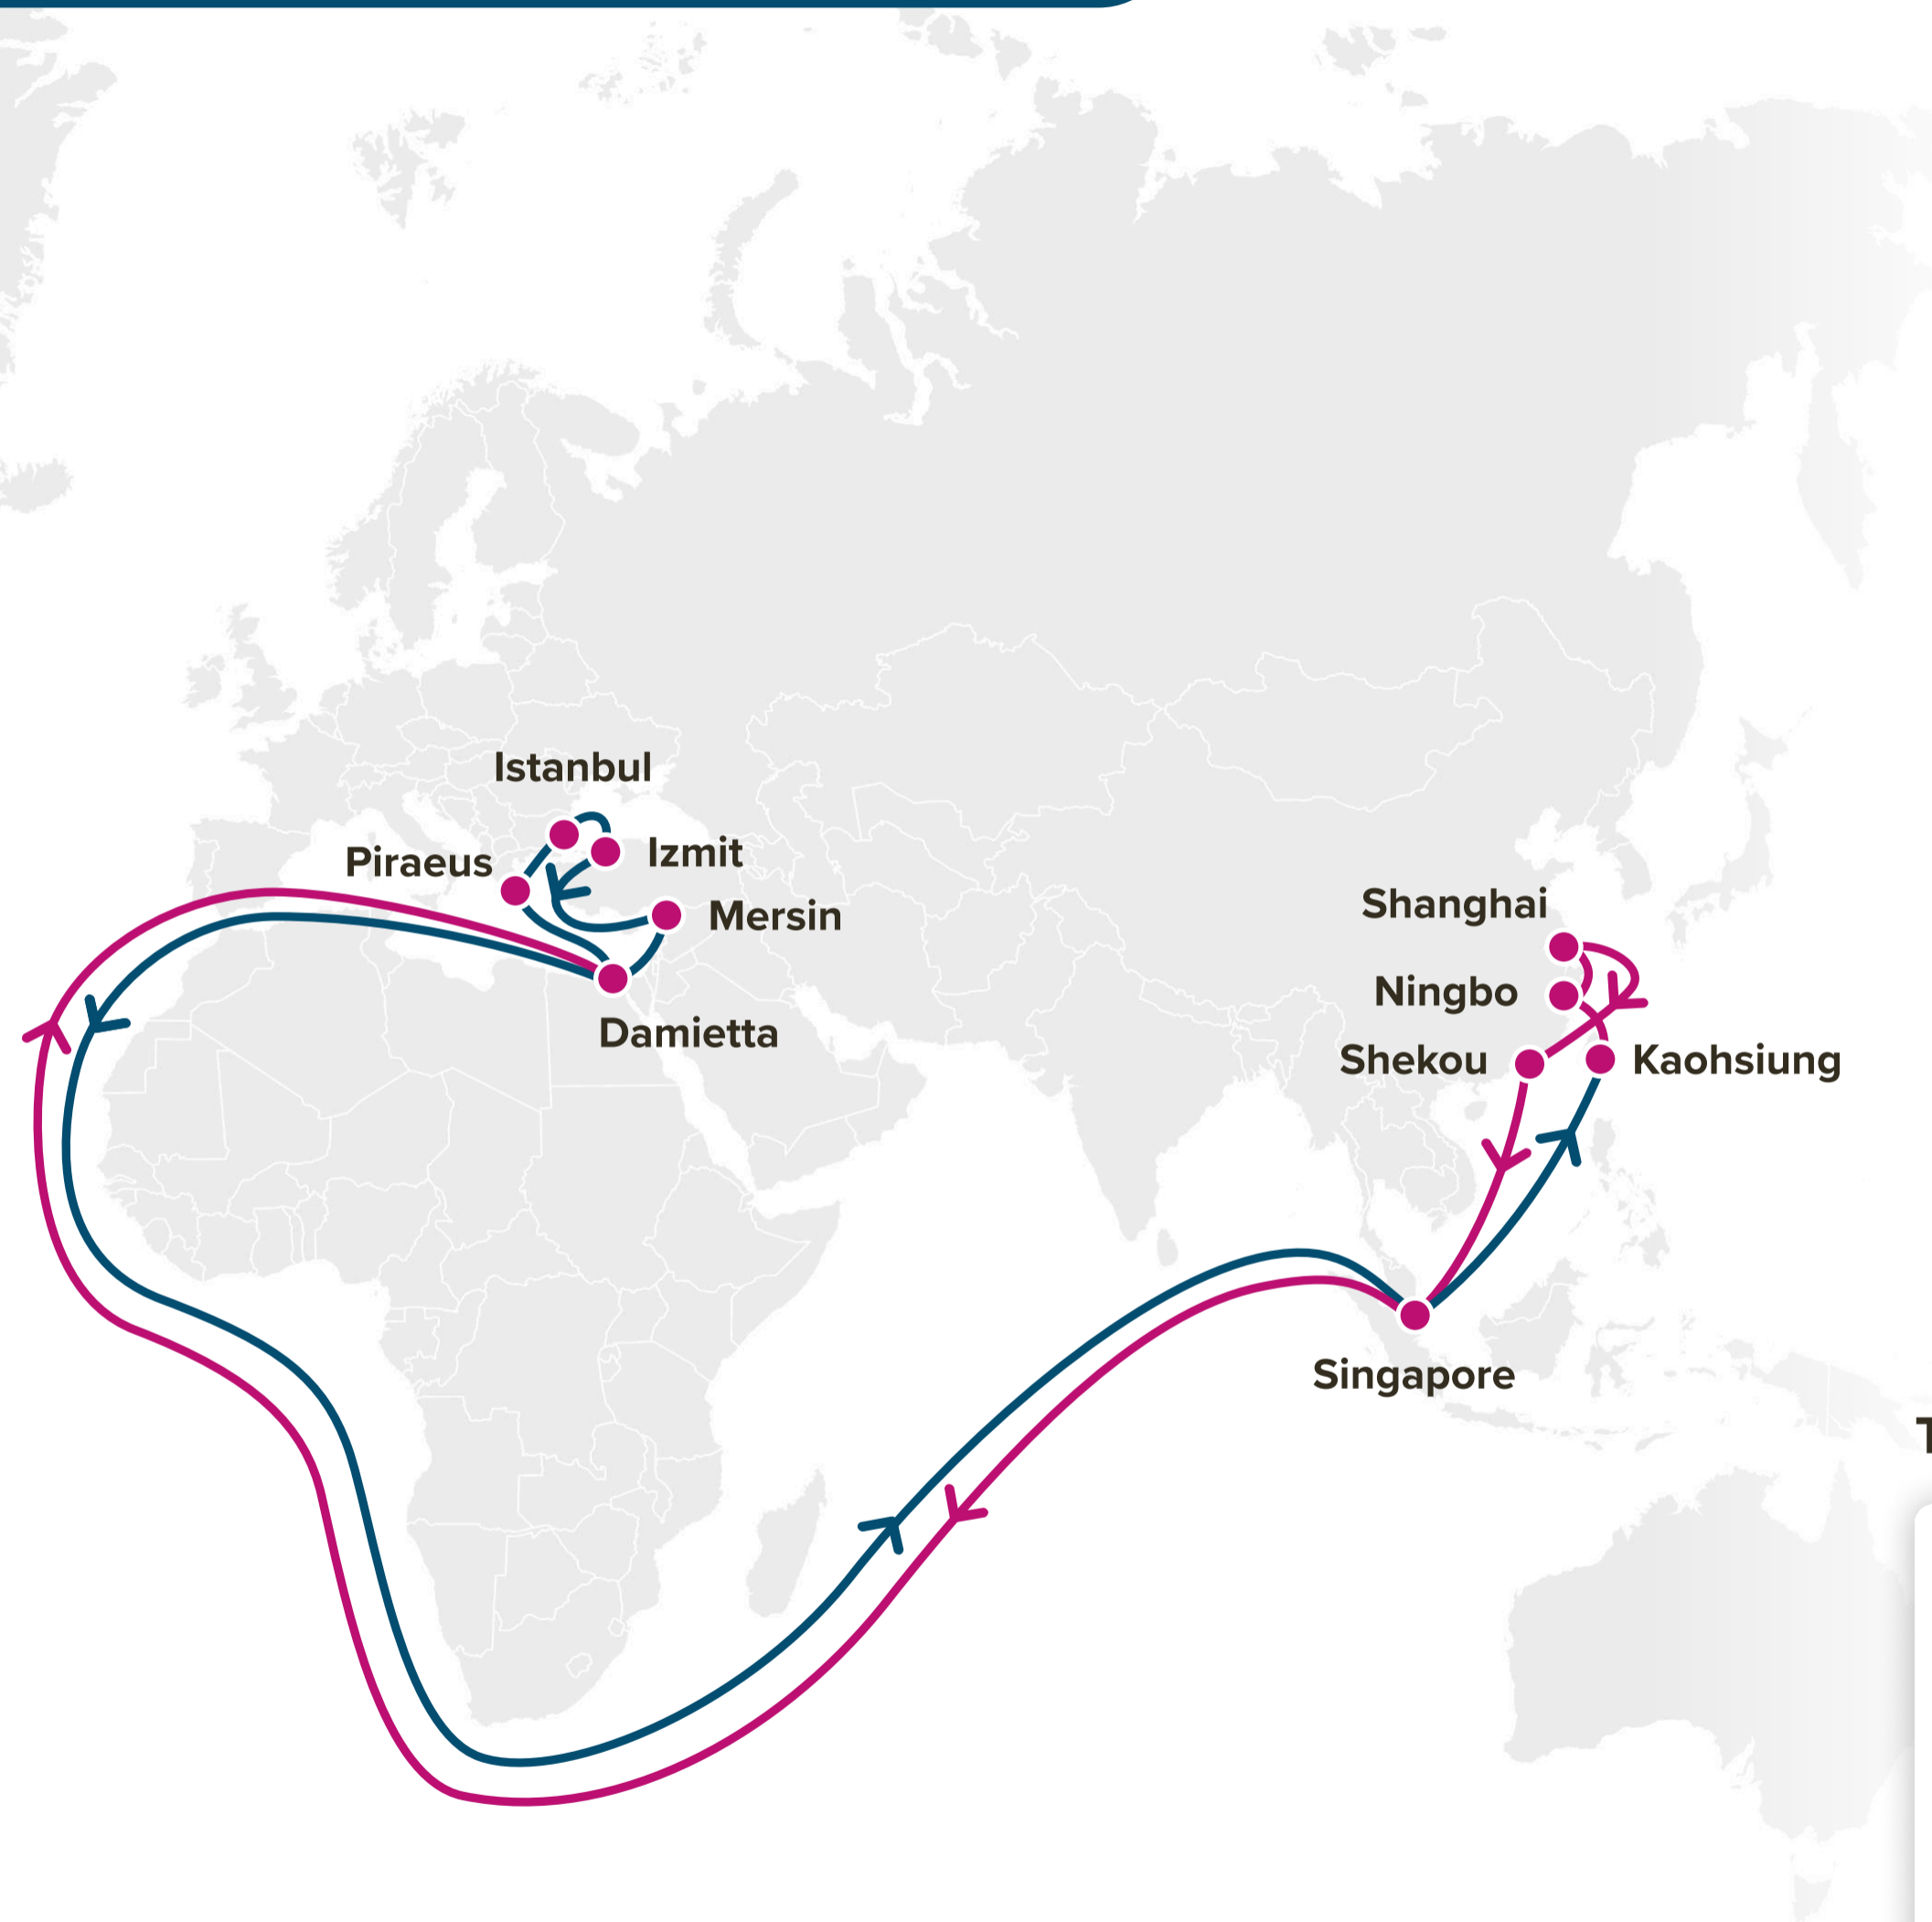 Istanbul
Izmit
Piraeus
Mersin
Shanghai
Ningbo
Damietta
Shekou
Kaohsiung
Singapore